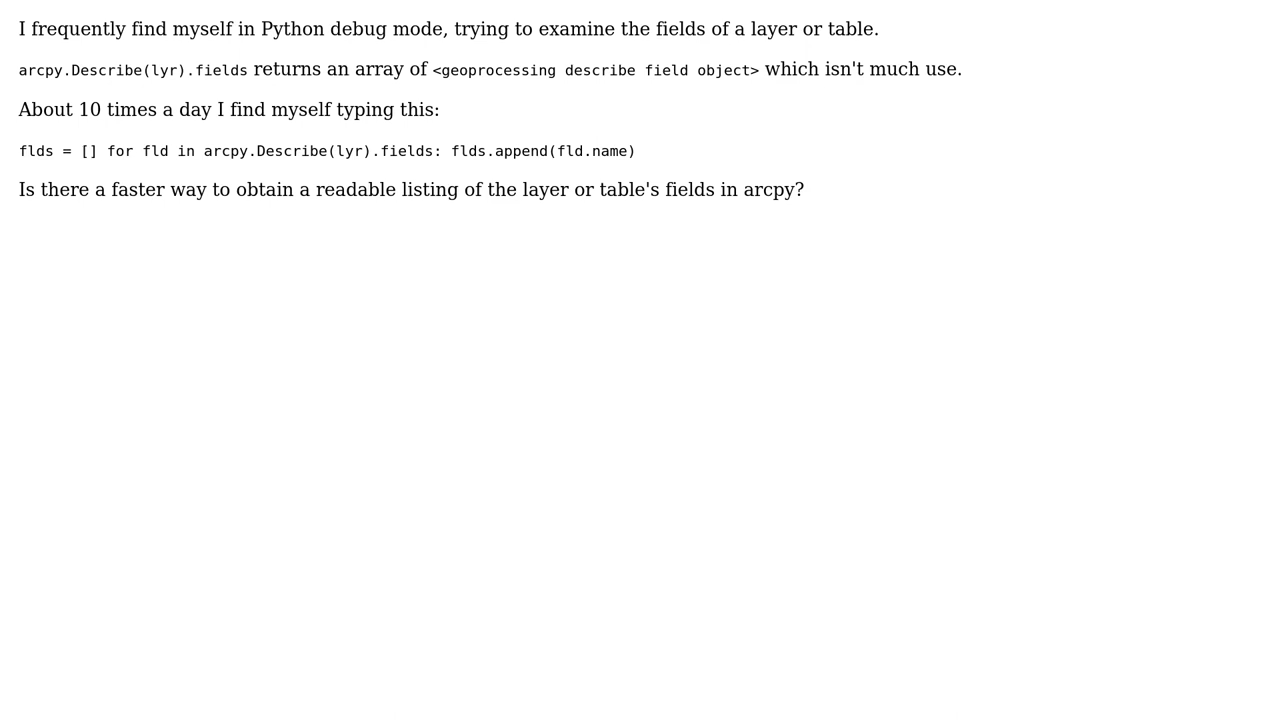 I frequently find myself in Python debug mode, trying to examine the fields of a layer or table.
arcpy.Describe(lyr).fields returns an array of <geoprocessing describe field object> which isn't much use.
About 10 times a day I find myself typing this:
flds = [] for fld in arcpy.Describe(lyr).fields: flds.append(fld.name)
Is there a faster way to obtain a readable listing of the layer or table's fields in arcpy?